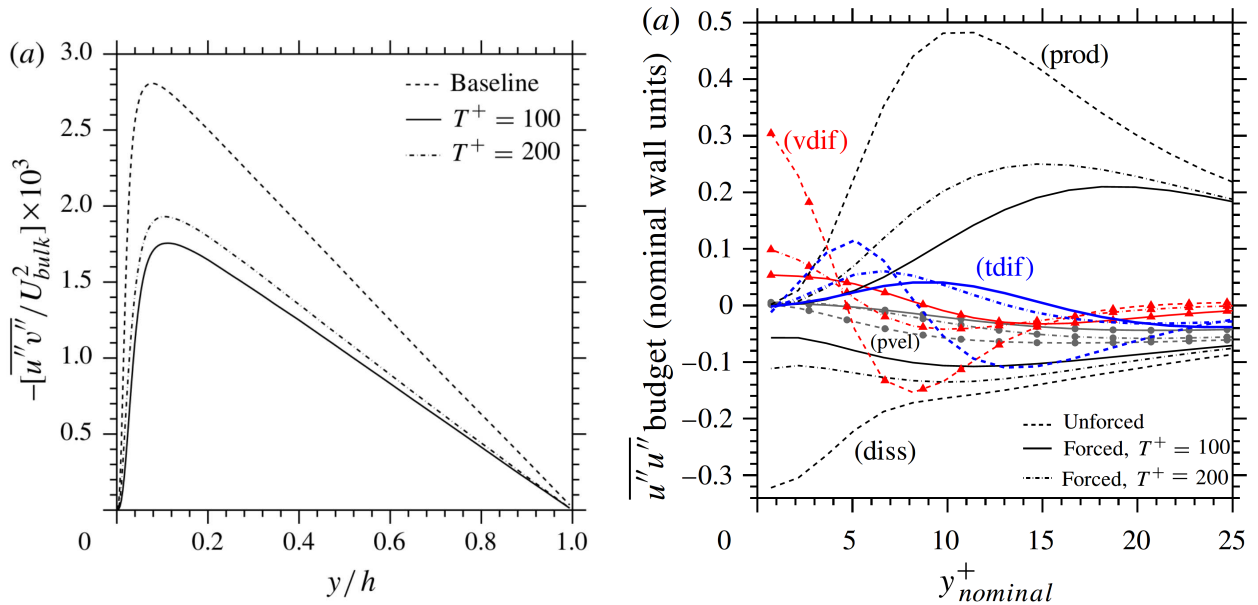 (a)
3.0
2.5
2.0
1.5
1.0
0.5
0
0.2
0.4
0.6
0.8
1.0
y/h
−[u″v″/U²bulk]×10³
Baseline
T⁺ = 100
T⁺ = 200
(a)
0.5
0.4
0.3
0.2
0.1
0
−0.1
−0.2
−0.3
0
5
10
15
20
25
y⁺nominal
u″u″ budget (nominal wall units)
(prod)
(vdif)
(tdif)
(pvel)
(diss)
Unforced
Forced, T⁺ = 100
Forced, T⁺ = 200